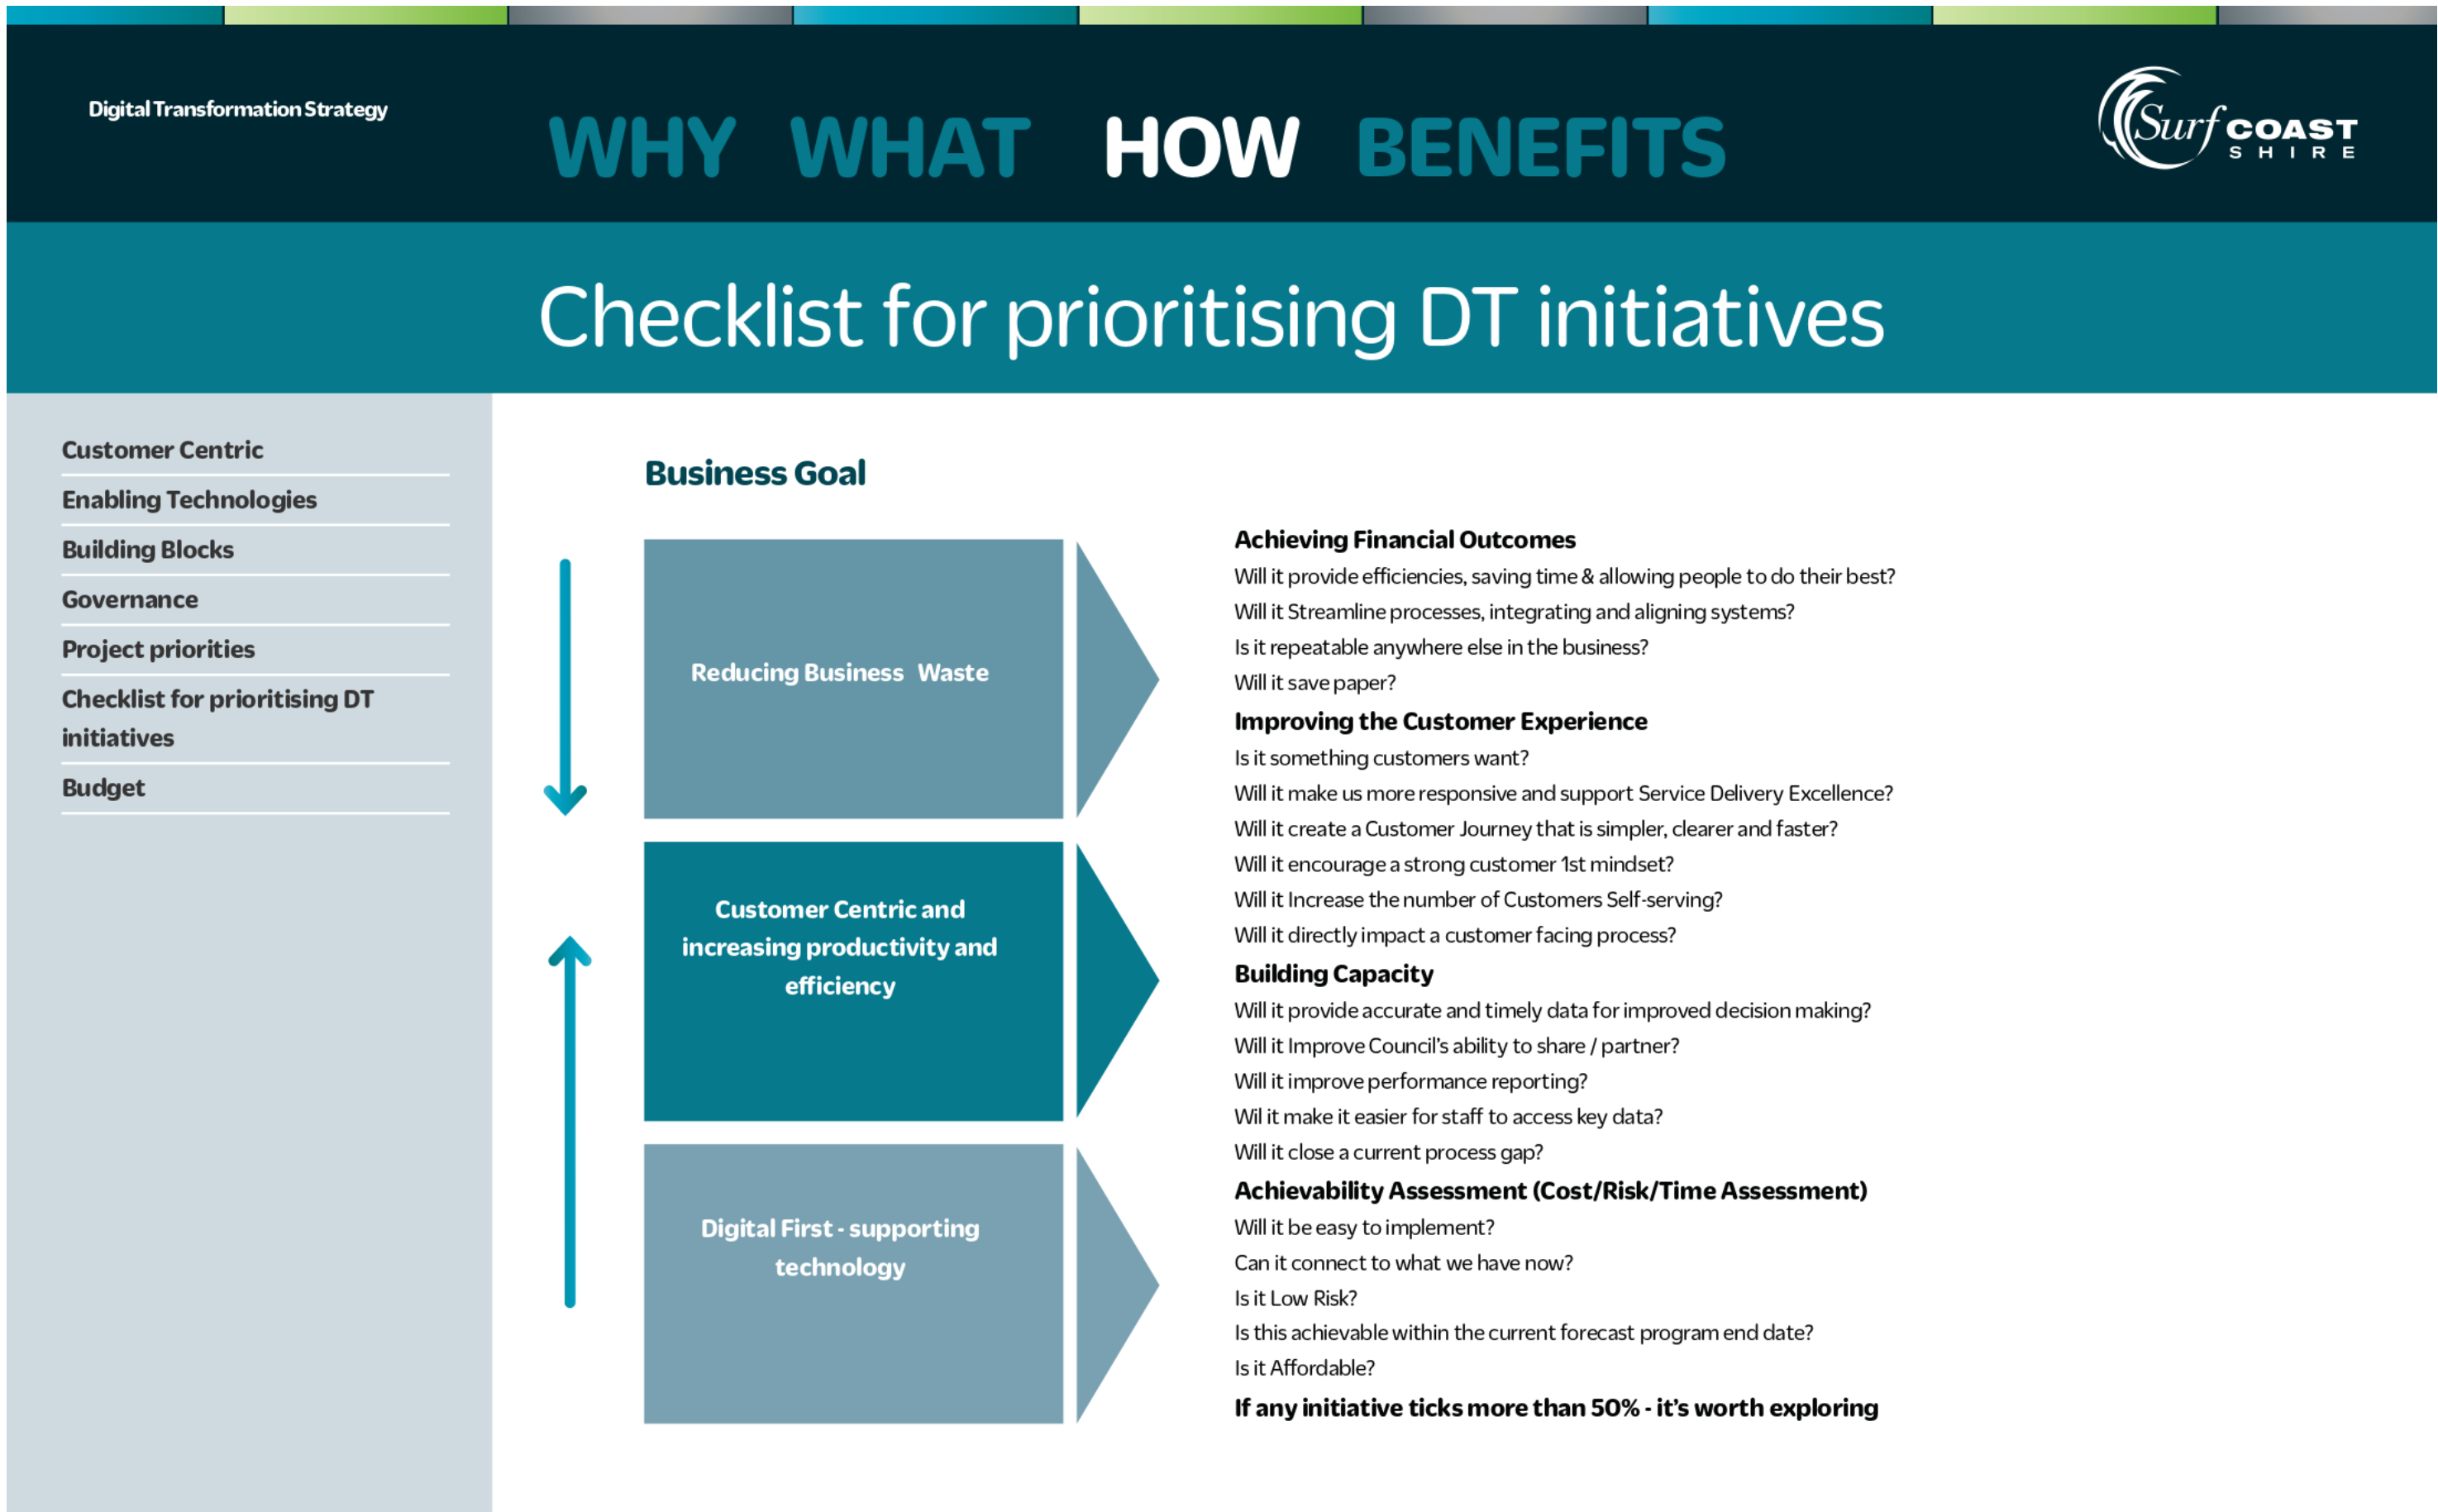 Digital Transformation Strategy
WHY WHAT HOW BENEFITS
Surf COAST
SHIRE
Checklist for prioritising DT initiatives
Customer Centric
Enabling Technologies
Building Blocks
Governance
Project priorities
Checklist for prioritising DT
initiatives
Budget
Business Goal
Reducing Business Waste
Customer Centric and
increasing productivity and
efficiency
Digital First - supporting
technology
Achieving Financial Outcomes
Will it provide efficiencies, saving time & allowing people to do their best?
Will it Streamline processes, integrating and aligning systems?
Is it repeatable anywhere else in the business?
Will it save paper?
Improving the Customer Experience
Is it something customers want?
Will it make us more responsive and support Service Delivery Excellence?
Will it create a Customer Journey that is simpler, clearer and faster?
Will it encourage a strong customer 1st mindset?
Will it Increase the number of Customers Self-serving?
Will it directly impact a customer facing process?
Building Capacity
Will it provide accurate and timely data for improved decision making?
Will it Improve Council's ability to share / partner?
Will it improve performance reporting?
Wil it make it easier for staff to access key data?
Will it close a current process gap?
Achievability Assessment (Cost/Risk/Time Assessment)
Will it be easy to implement?
Can it connect to what we have now?
Is it Low Risk?
Is this achievable within the current forecast program end date?
Is it Affordable?
If any initiative ticks more than 50% - it's worth exploring